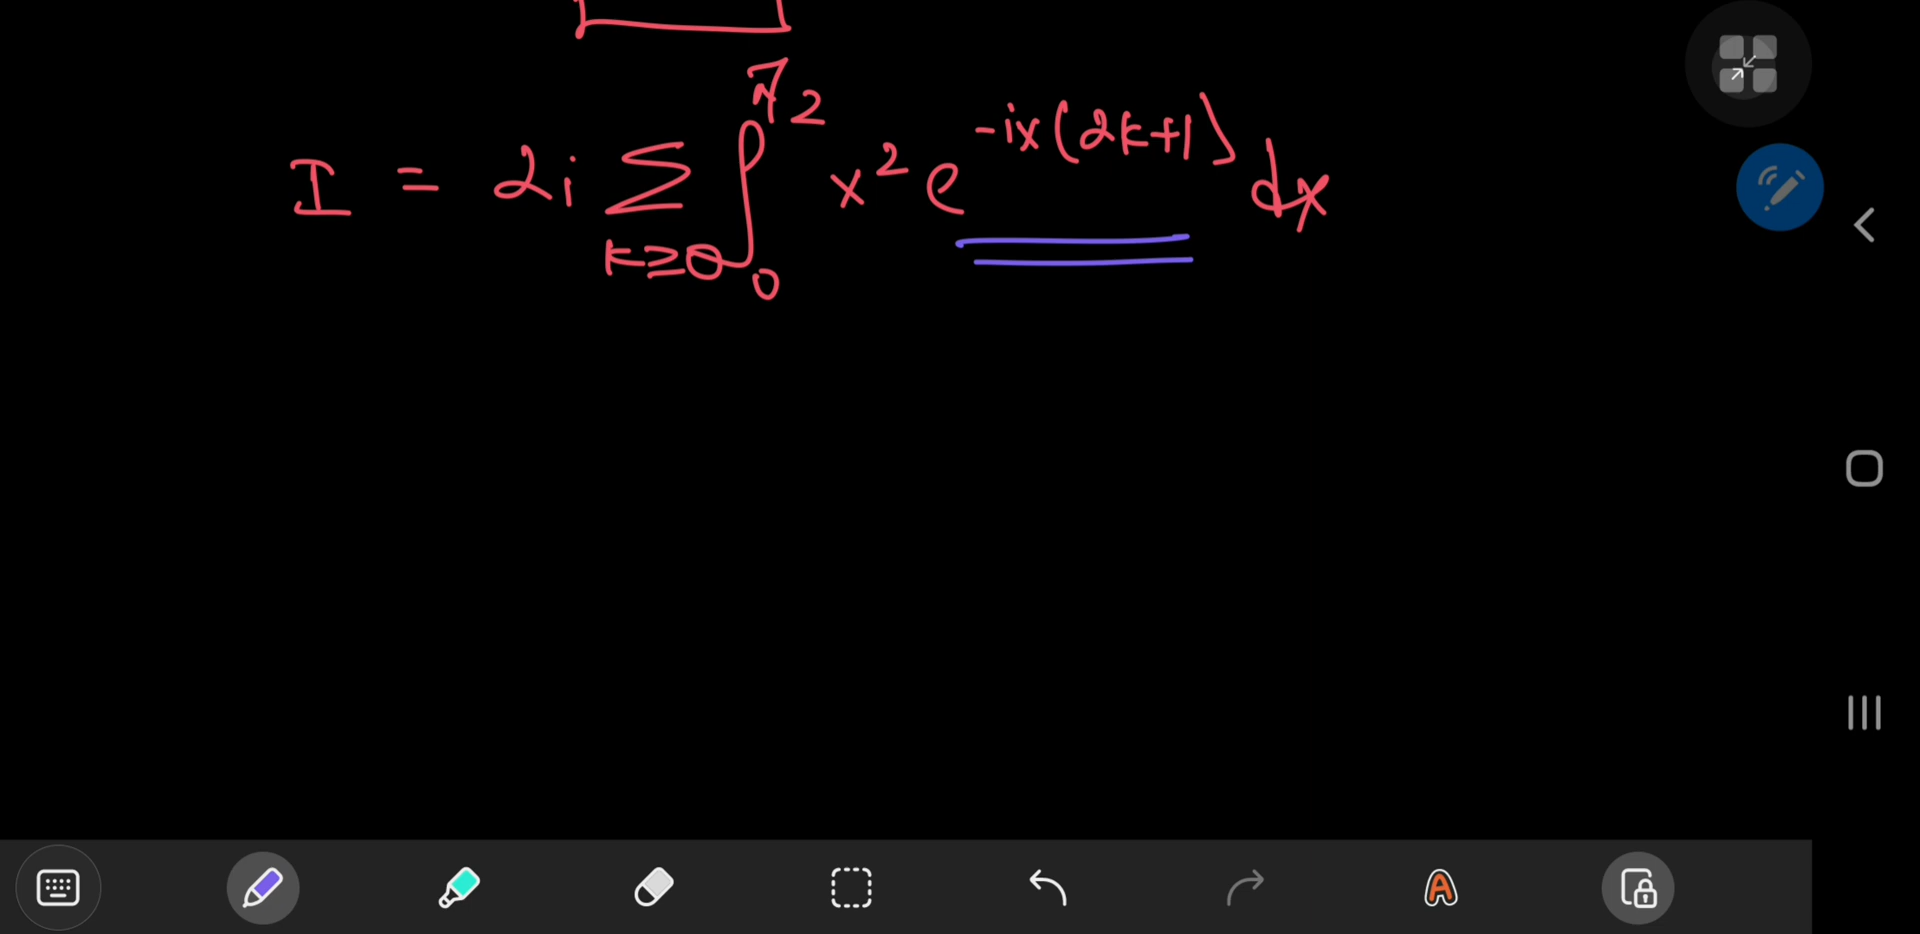 I = 2i ∑_{k≥0} ∫_0^{π/2} x² e^{-ix(2k+1)} dx
A